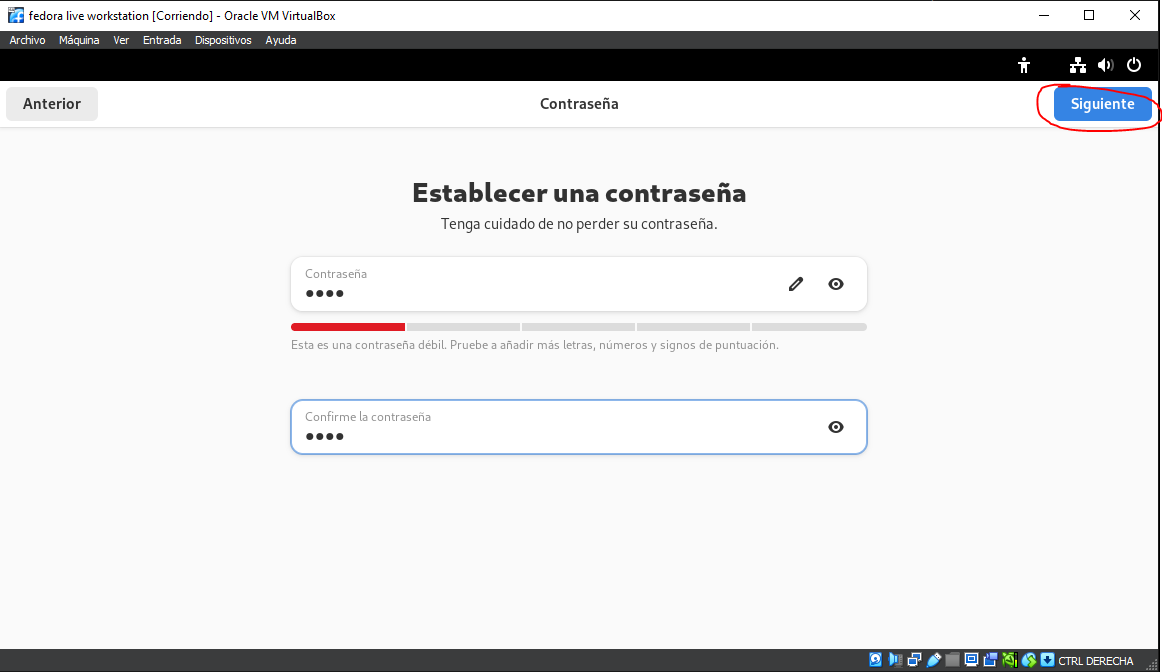 fedora live workstation [Corriendo] - Oracle VM VirtualBox
Archivo Máquina Ver Entrada Dispositivos Ayuda
Anterior Contraseña Siguiente
Establecer una contraseña
Tenga cuidado de no perder su contraseña.
Contraseña
●●●●
Esta es una contraseña débil. Pruebe a añadir más letras, números y signos de puntuación.
Confirme la contraseña
●●●●
CTRL DERECHA